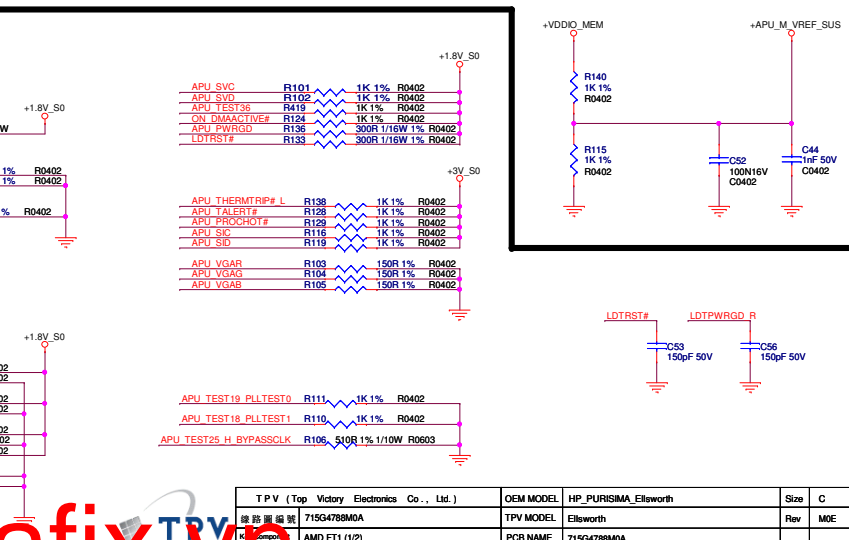 +VDDIO_MEM
+APU_M_VREF_SUS
+1.8V_S0
APU_SVC R101 1K 1% R0402
APU_SVD R102 1K 1% R0402
APU_TEST36 R419 1K 1% R0402
ON_DMAACTIVE# R124 1K 1% R0402
APU_PWRGD R136 300R 1/16W 1% R0402
LDTRST# R133 300R 1/16W 1% R0402
R140
1K 1%
R0402
+1.8V_S0
W
R115
1K 1%
R0402
C52
100N16V
C0402
C44
1nF 50V
C0402
1% R0402
1% R0402
% R0402
+3V_S0
APU_THERMTRIP#_L R138 1K 1% R0402
APU_TALERT# R128 1K 1% R0402
APU_PROCHOT# R129 1K 1% R0402
APU_SIC R116 1K 1% R0402
APU_SID R119 1K 1% R0402
APU_VGAR R103 150R 1% R0402
APU_VGAG R104 150R 1% R0402
APU_VGAB R105 150R 1% R0402
LDTRST#
LDTPWRGD_R
C53
150pF 50V
C56
150pF 50V
+1.8V_S0
02
02
02
02
02
02
02
APU_TEST19_PLLTEST0 R111 1K 1% R0402
APU_TEST18_PLLTEST1 R110 1K 1% R0402
APU_TEST25_H_BYPASSCLK R106 510R 1% 1/10W R0603
TPV (Top Victory Electronics Co., Ltd.) OEM MODEL HP_PURISIMA_Ellsworth Size C
線路圖編號 715G4788M0A TPV MODEL Ellsworth Rev M0E
AMD FT1 (1/2) PCB NAME 715G4788M0A
TPV